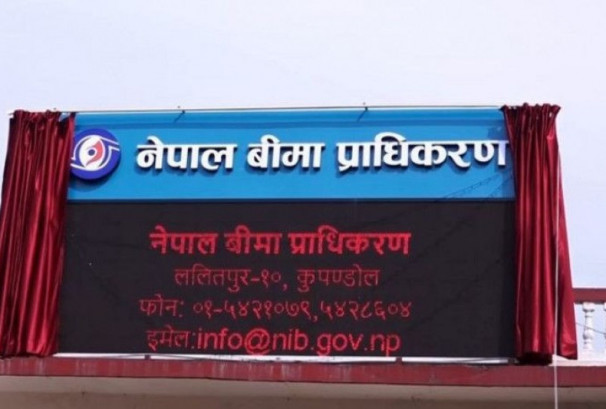 नेपाल बीमा प्राधिकरण
नेपाल बीमा प्राधिकरण
ललितपुर-१०, कुपण्डोल
फोन: ०१-५४२१०७९,५४२८६०४
इमेल:info@nib.gov.np